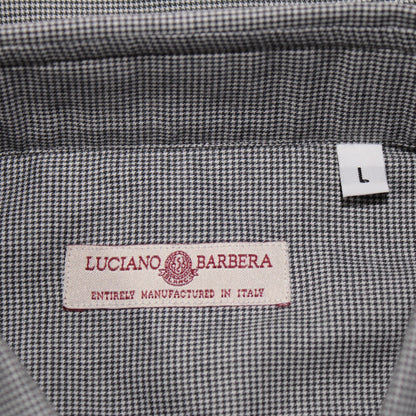 L
LUCIANO BARBERA
ENTIRELY MANUFACTURED IN ITALY